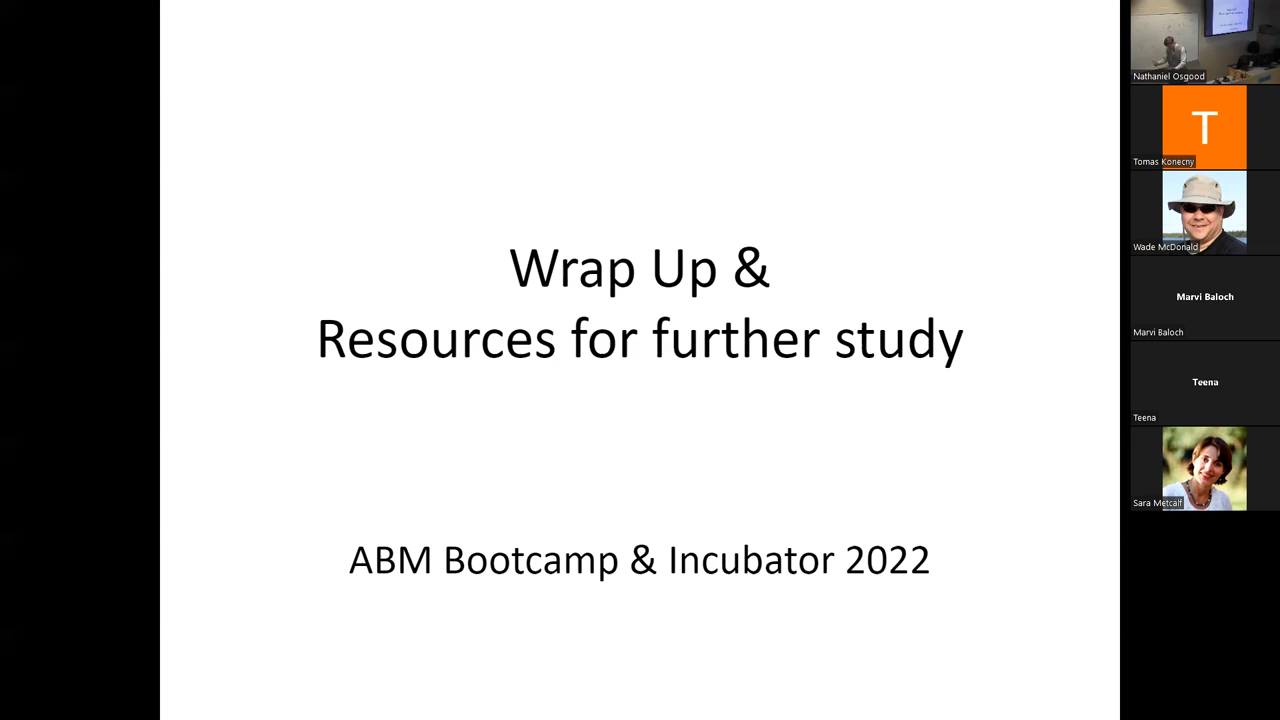 Wrap Up &
Resources for further study
ABM Bootcamp & Incubator 2022
Nathaniel Osgood
T
Tomas Konecny
Wade McDonald
Marvi Baloch
Marvi Baloch
Teena
Teena
Sara Metcalf